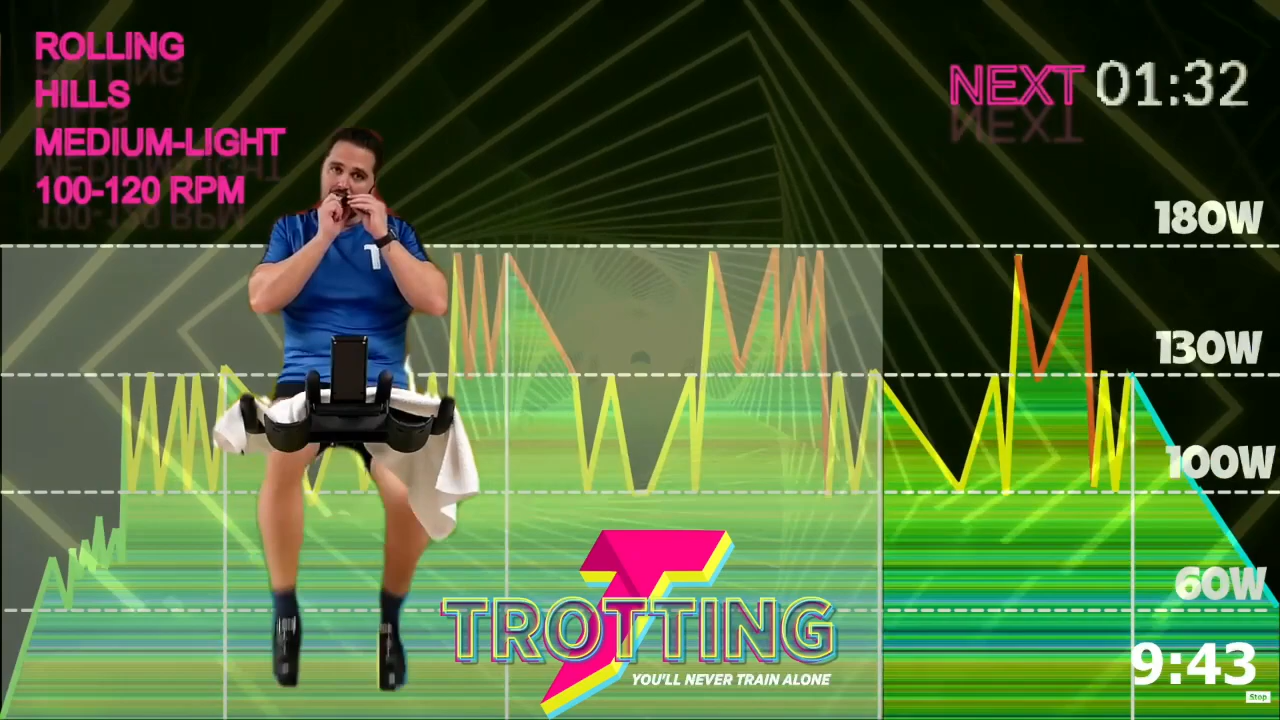 ROLLING
HILLS
MEDIUM-LIGHT
100-120 RPM
NEXT 01:32
180W
130W
100W
60W
T
TROTTING
YOU'LL NEVER TRAIN ALONE
9:43
Stop